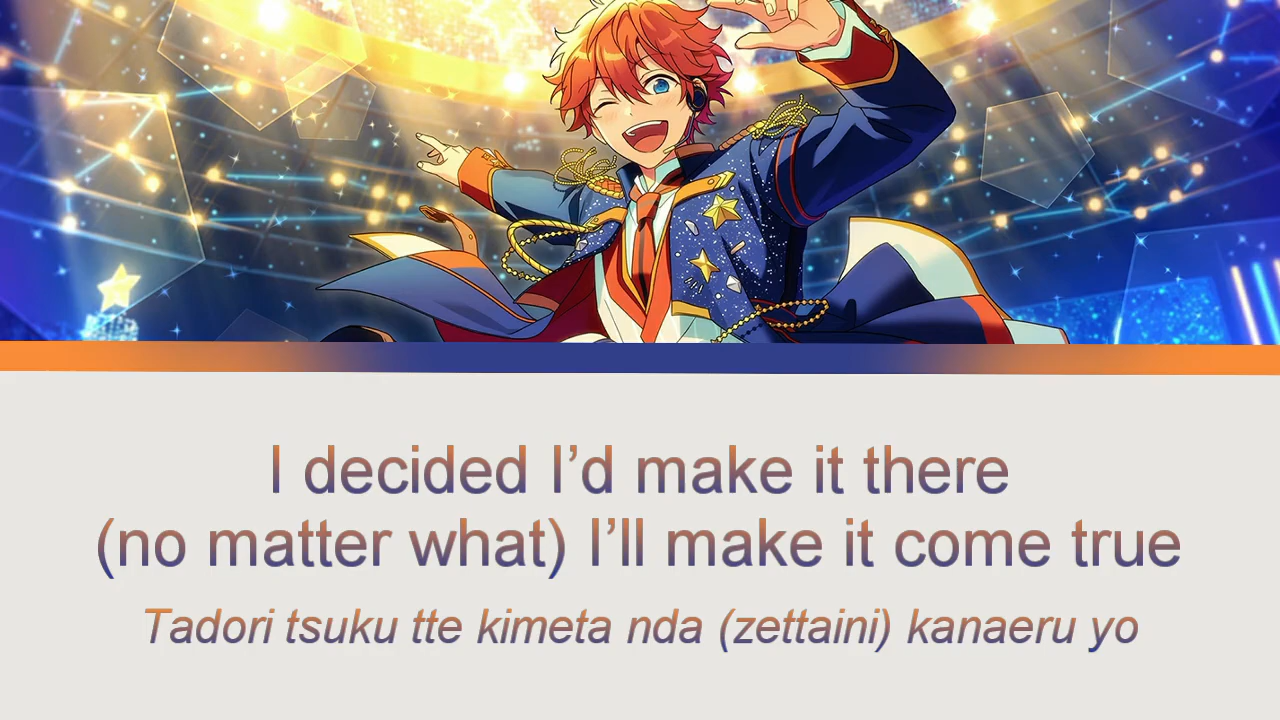 I decided I’d make it there
(no matter what) I’ll make it come true
Tadori tsuku tte kimeta nda (zettaini) kanaeru yo